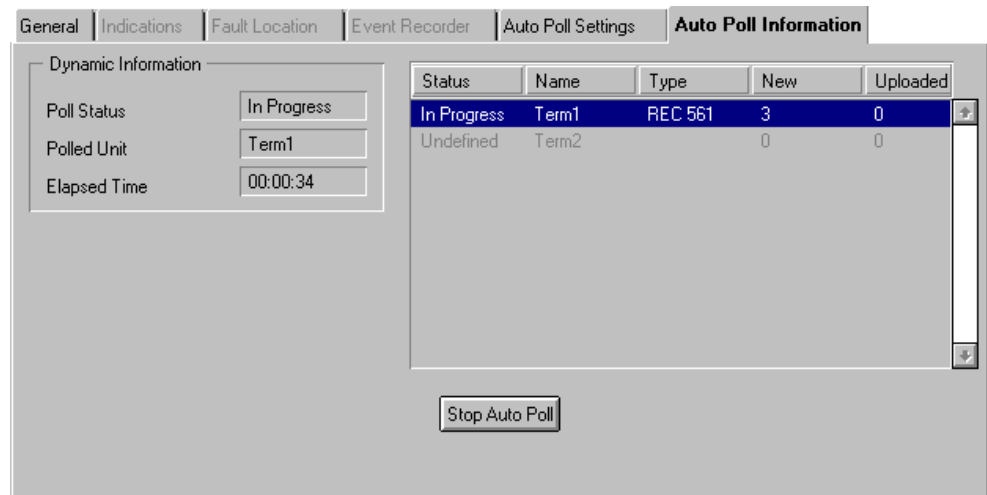 General Indications Fault Location Event Recorder Auto Poll Settings Auto Poll Information
Dynamic Information
Poll Status In Progress
Polled Unit Term1
Elapsed Time 00:00:34
Status Name Type New Uploaded
In Progress Term1 REC 561 3 0
Undefined Term2 0 0
Stop Auto Poll